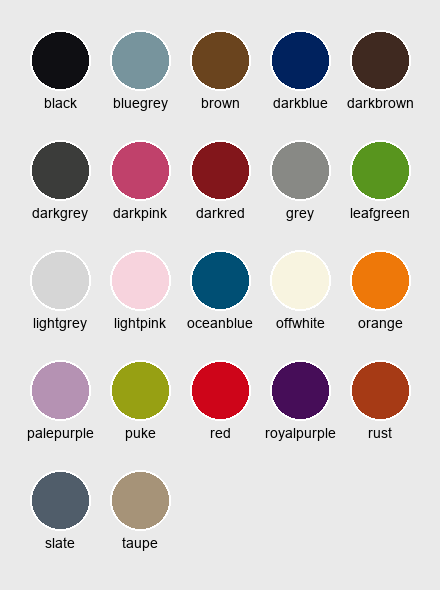 black bluegrey brown darkblue darkbrown
darkgrey darkpink darkred grey leafgreen
lightgrey lightpink oceanblue offwhite orange
palepurple puke red royalpurple rust
slate taupe